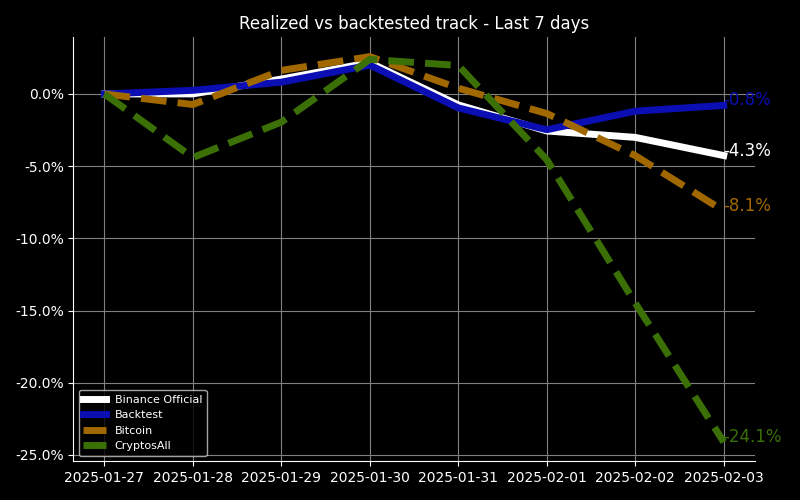 Realized vs backtested track - Last 7 days
0.0%
-5.0%
-10.0%
-15.0%
-20.0%
-25.0%
-0.8%
-4.3%
-8.1%
-24.1%
Binance Official
Backtest
Bitcoin
CryptosAll
2025-01-27 2025-01-28 2025-01-29 2025-01-30 2025-01-31 2025-02-01 2025-02-02 2025-02-03